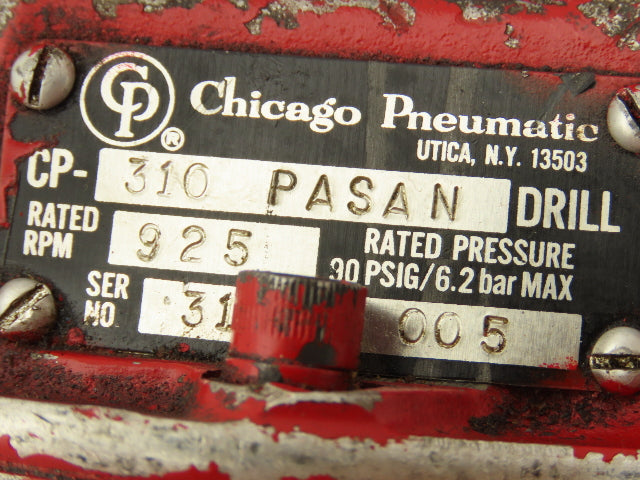 CP ® Chicago Pneumatic
UTICA, N.Y. 13503
CP- 310 PASAN DRILL
RATED RPM 925
RATED PRESSURE
90 PSIG/6.2 bar MAX
SER NO 31 005